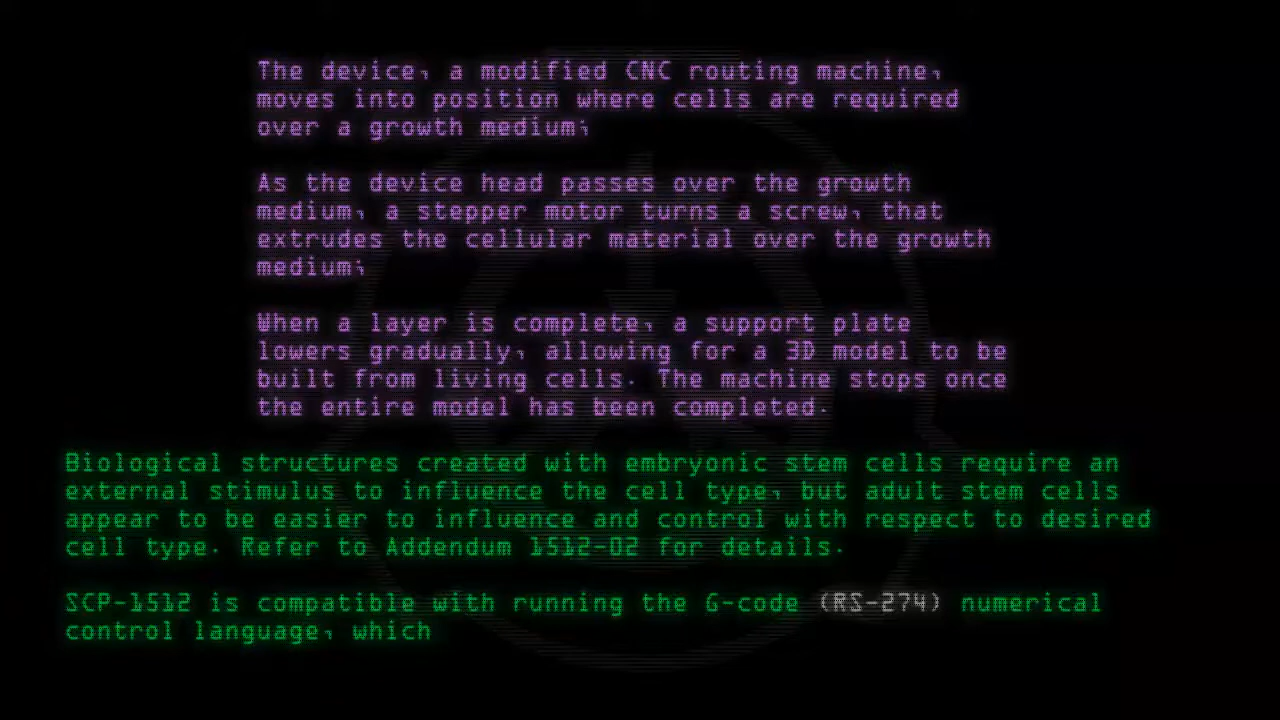 The device, a modified CNC routing machine,
moves into position where cells are required
over a growth medium;
As the device head passes over the growth
medium, a stepper motor turns a screw, that
extrudes the cellular material over the growth
medium;
When a layer is complete, a support plate
lowers gradually, allowing for a 3D model to be
built from living cells. The machine stops once
the entire model has been completed.
Biological structures created with embryonic stem cells require an
external stimulus to influence the cell type, but adult stem cells
appear to be easier to influence and control with respect to desired
cell type. Refer to Addendum 1512-02 for details.
SCP-1512 is compatible with running the G-code (RS-274) numerical
control language, which